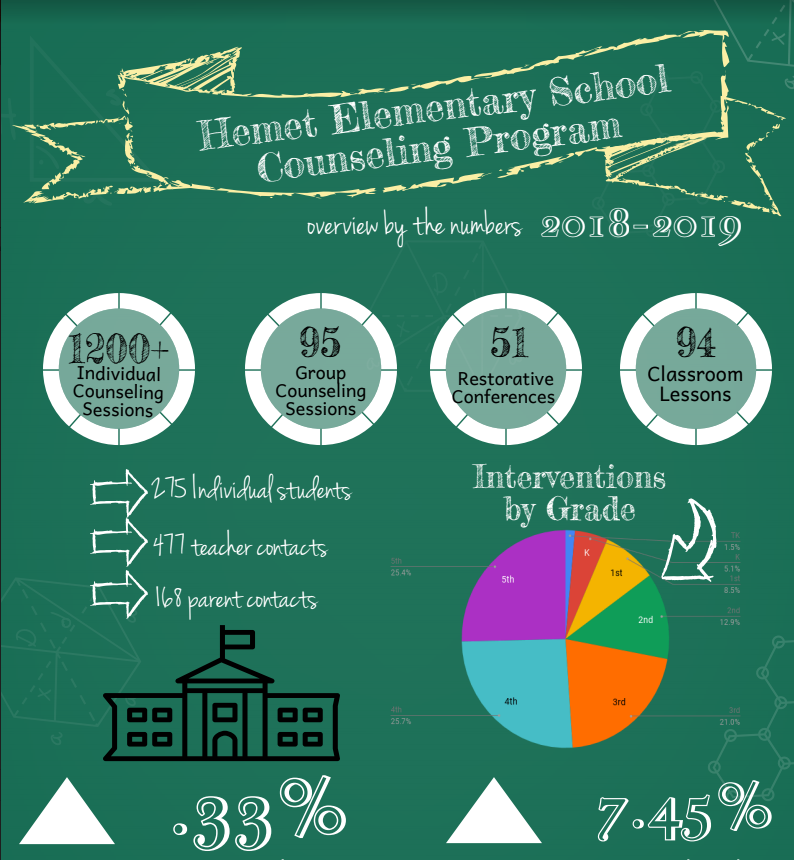 Hemet Elementary School
Counseling Program
overview by the numbers 2018-2019
1200+
Individual
Counseling
Sessions
95
Group
Counseling
Sessions
51
Restorative
Conferences
94
Classroom
Lessons
275 Individual students
477 teacher contacts
168 parent contacts
Interventions
by Grade
TK
1.5%
K
5.1%
1st
8.5%
2nd
12.9%
3rd
21.0%
4th
25.7%
5th
25.4%
K
1st
2nd
3rd
4th
5th
.33%
7.45%